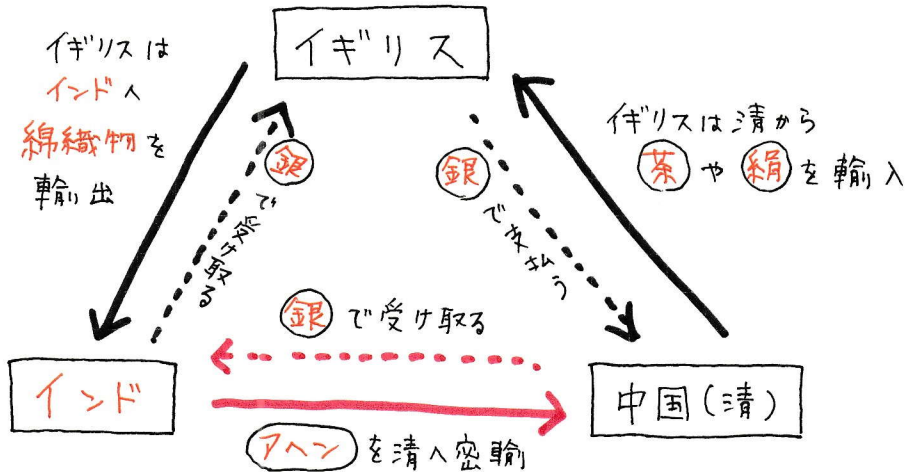 イギリス
イギリスは
インドへ
綿織物を
輸出
銀で受け取る
銀で支払う
イギリスは清から
茶や絹を輸入
銀で受け取る
インド
中国(清)
アヘンを清へ密輸